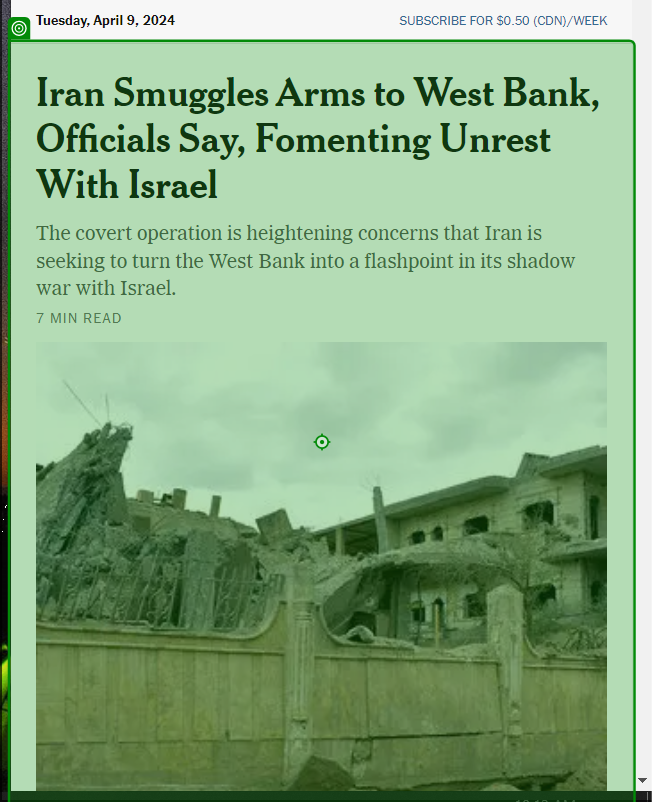 Tuesday, April 9, 2024 SUBSCRIBE FOR $0.50 (CDN)/WEEK
Iran Smuggles Arms to West Bank,
Officials Say, Fomenting Unrest
With Israel
The covert operation is heightening concerns that Iran is
seeking to turn the West Bank into a flashpoint in its shadow
war with Israel.
7 MIN READ